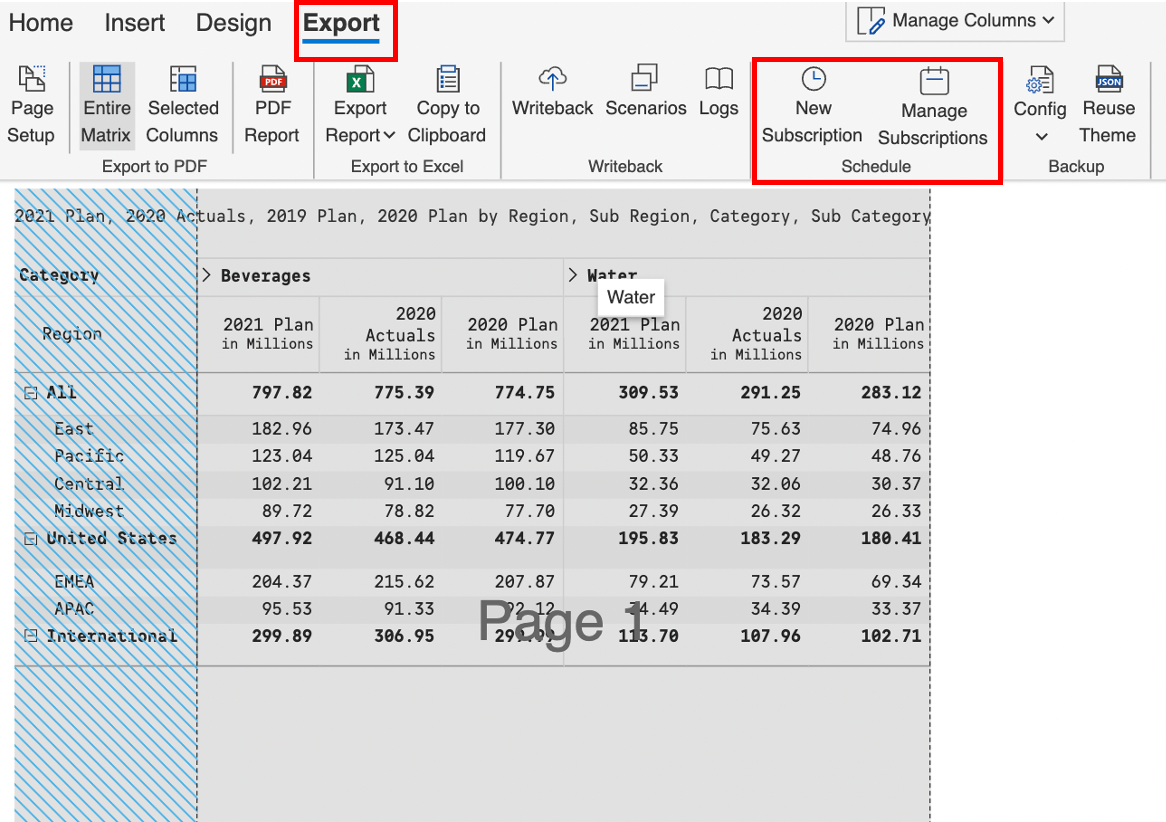 Home Insert Design Export Manage Columns
Page Setup Entire Matrix Selected Columns PDF Report Export Report Copy to Clipboard Writeback Scenarios Logs New Subscription Manage Subscriptions Config JSON Reuse Theme
Export to PDF Export to Excel Writeback Schedule Backup
2021 Plan, 2020 Actuals, 2019 Plan, 2020 Plan by Region, Sub Region, Category, Sub Category
Category > Beverages > Water
Water
Region 2021 Plan in Millions 2020 Actuals in Millions 2020 Plan in Millions 2021 Plan in Millions 2020 Actuals in Millions 2020 Plan in Millions
All 797.82 775.39 774.75 309.53 291.25 283.12
East 182.96 173.47 177.30 85.75 75.63 74.96
Pacific 123.04 125.04 119.67 50.33 49.27 48.76
Central 102.21 91.10 100.10 32.36 32.06 30.37
Midwest 89.72 78.82 77.70 27.39 26.32 26.33
United States 497.92 468.44 474.77 195.83 183.29 180.41
EMEA 204.37 215.62 207.87 79.21 73.57 69.34
APAC 95.53 91.33 34.39 33.37
Page 1
International 299.89 306.95 113.70 107.96 102.71